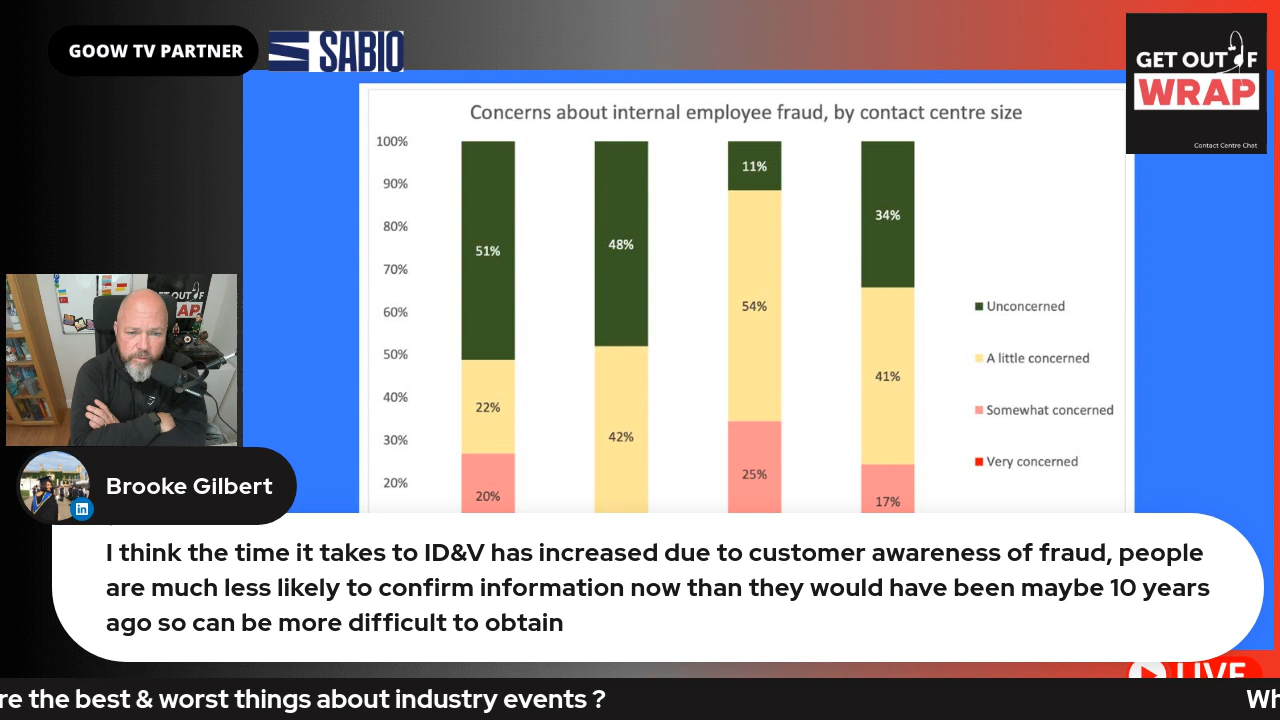 GOOW TV PARTNER
SABIO
GET OUT OF
WRAP
Contact Centre Chat
Concerns about internal employee fraud, by contact centre size
100%
90%
80%
70%
60%
50%
40%
30%
20%
51%
22%
20%
48%
42%
11%
54%
25%
34%
41%
17%
Unconcerned
A little concerned
Somewhat concerned
Very concerned
GET OUT OF
AP
Brooke Gilbert
in
I think the time it takes to ID&V has increased due to customer awareness of fraud, people
are much less likely to confirm information now than they would have been maybe 10 years
ago so can be more difficult to obtain
LIVE
re the best & worst things about industry events ?
Wh